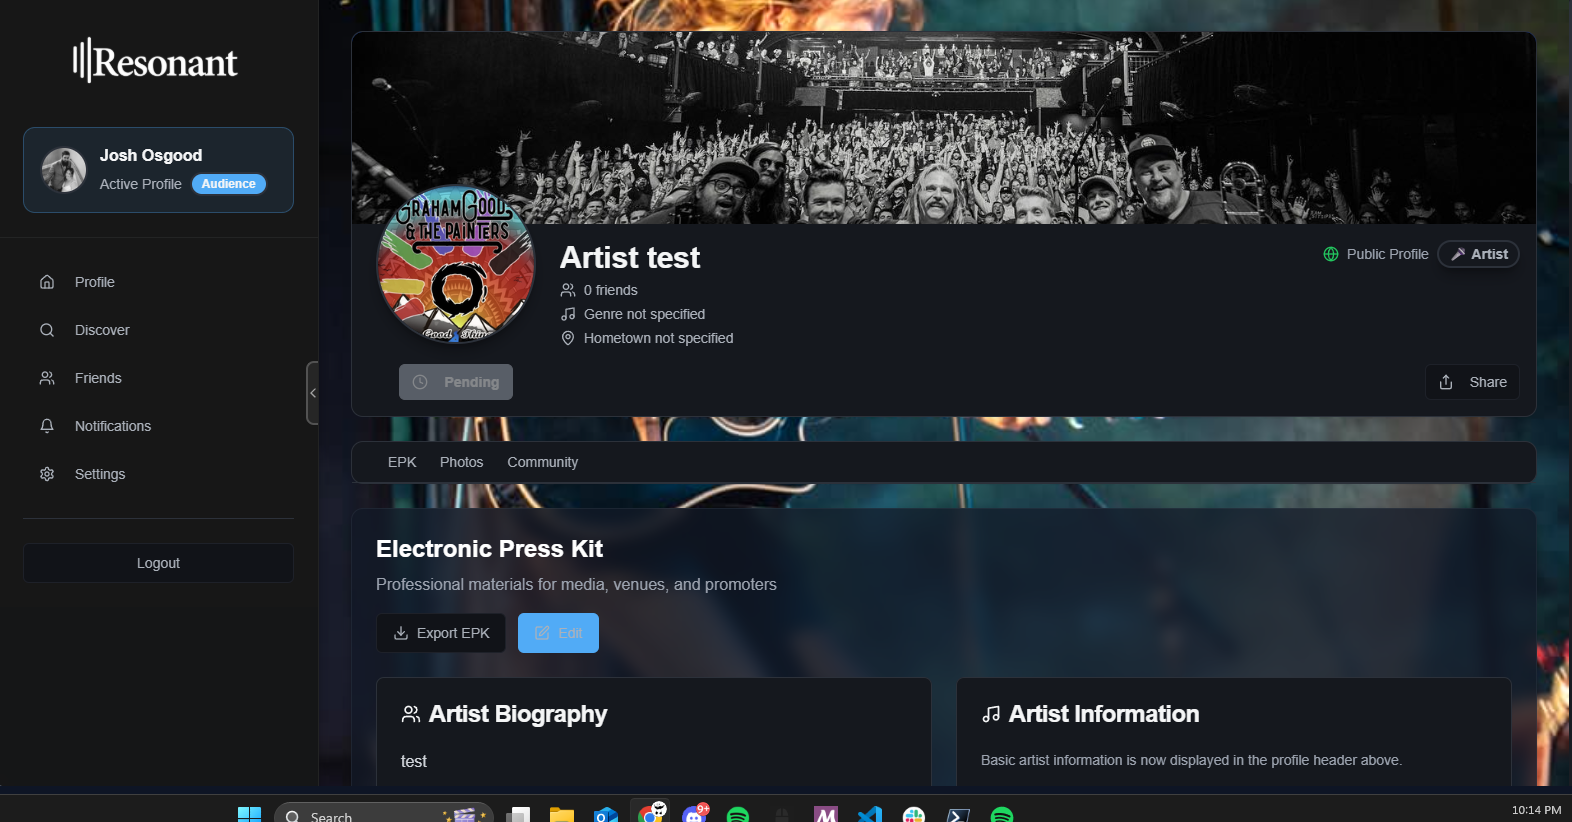 Resonant
Josh Osgood
Active Profile Audience
Profile
Discover
Friends
Notifications
Settings
Logout
GRAHAM GOOD
& THE PAINTERS
Good Thing
Artist test
0 friends
Genre not specified
Hometown not specified
Public Profile Artist
Pending
Share
EPK Photos Community
Electronic Press Kit
Professional materials for media, venues, and promoters
Export EPK Edit
Artist Biography
test
Artist Information
Basic artist information is now displayed in the profile header above.
Search
9+
10:14 PM